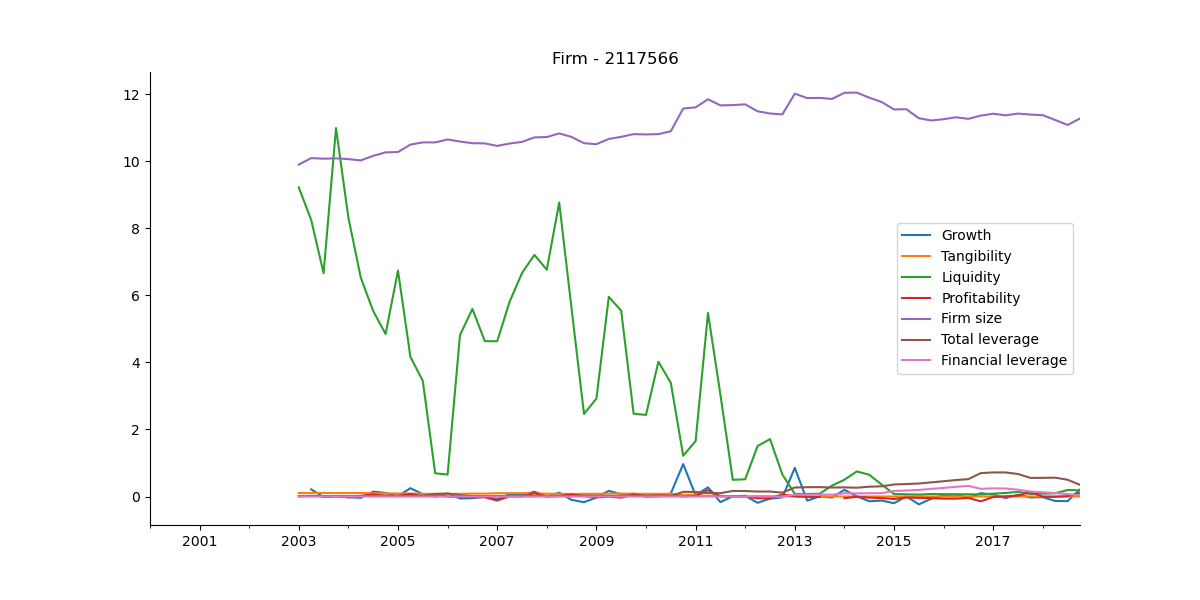 Firm - 2117566
12
10
8
6
4
2
0
Growth
Tangibility
Liquidity
Profitability
Firm size
Total leverage
Financial leverage
2001 2003 2005 2007 2009 2011 2013 2015 2017